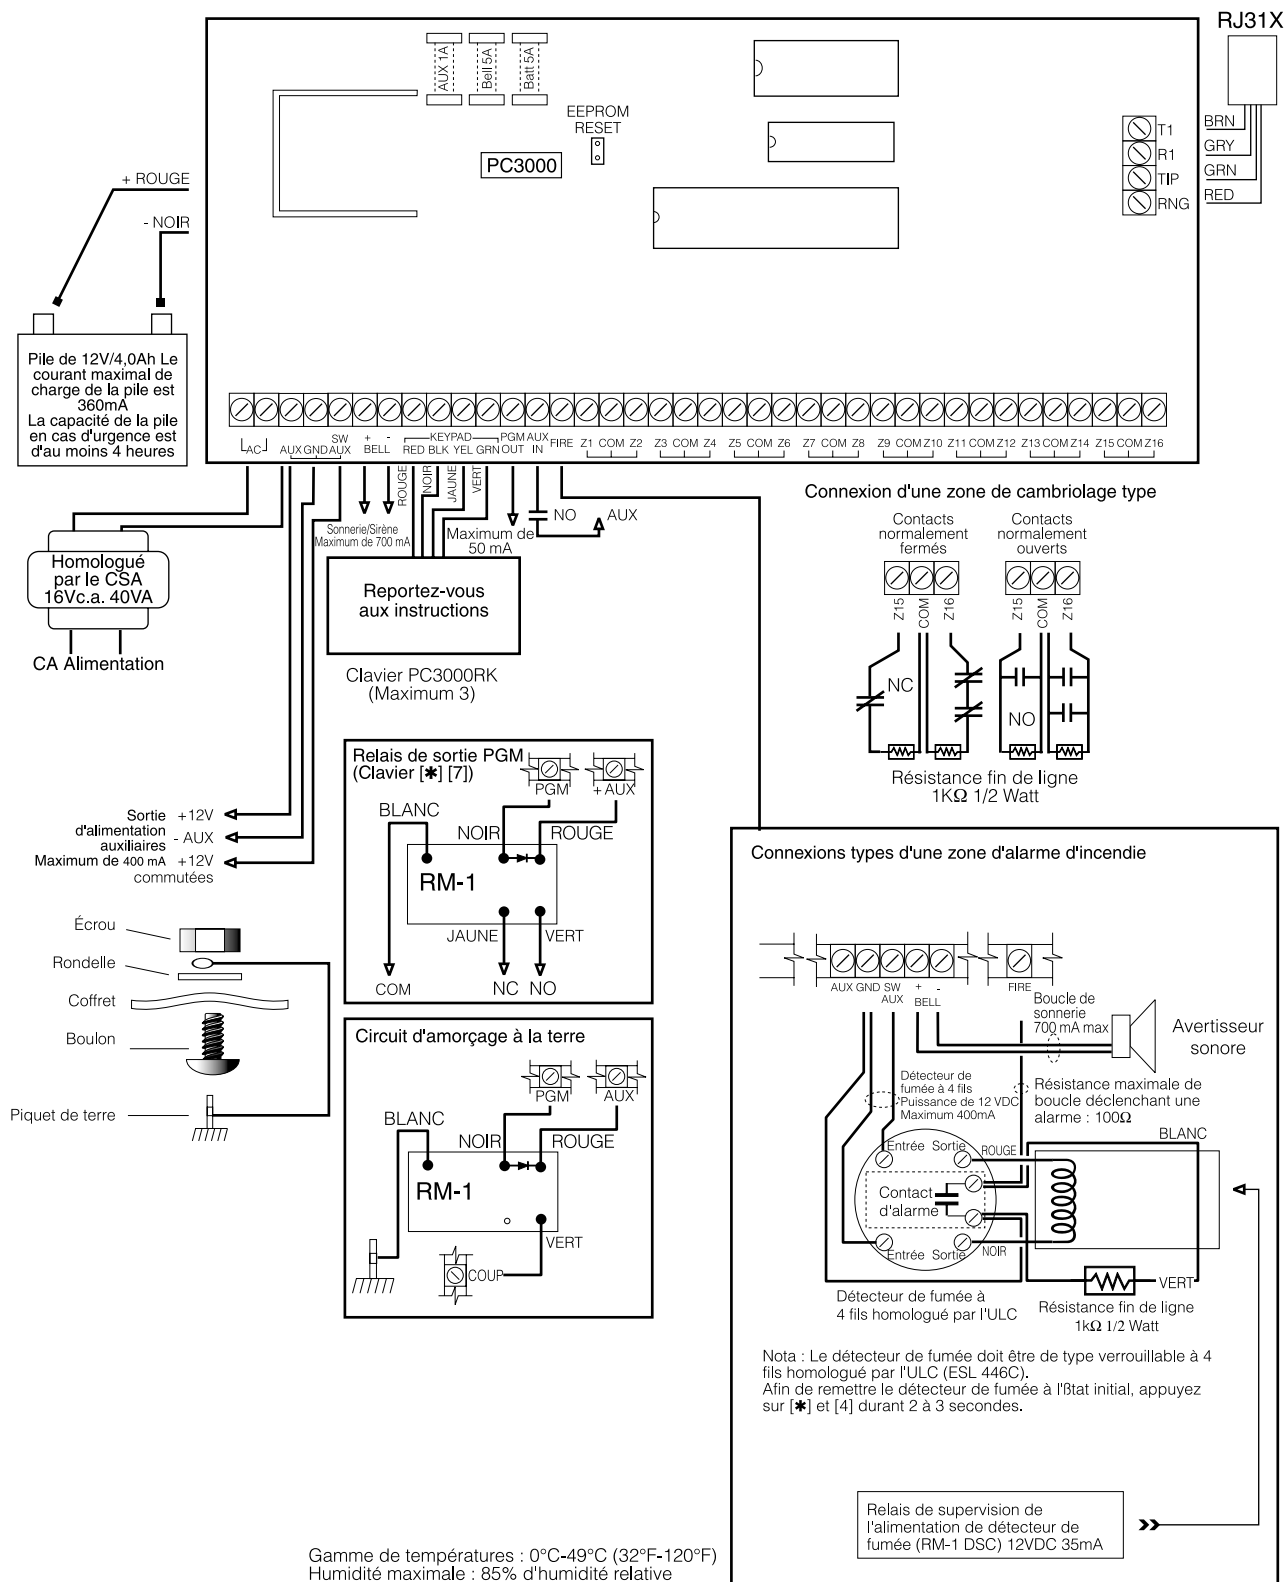 RJ31X
AUX 1A
Bell 5A
Batt 5A
EEPROM
RESET
PC3000
T1
R1
TIP
RNG
BRN
GRY
GRN
RED
+ ROUGE
- NOIR
Pile de 12V/4,0Ah Le
courant maximal de
charge de la pile est
360mA
La capacité de la pile
en cas d'urgence est
d'au moins 4 heures
AC AUX GND SW AUX + - BELL KEYPAD RED BLK YEL GRN PGM OUT AUX IN FIRE Z1 COM Z2 Z3 COM Z4 Z5 COM Z6 Z7 COM Z8 Z9 COM Z10 Z11 COM Z12 Z13 COM Z14 Z15 COM Z16
ROUGE
NOIR
JAUNE
VERT
Sonnerie/Sirène
Maximum de 700 mA
Maximum de
50 mA
NO
AUX
Homologué
par le CSA
16Vc.a. 40VA
CA Alimentation
Reportez-vous
aux instructions
Clavier PC3000RK
(Maximum 3)
Connexion d'une zone de cambriolage type
Contacts
normalement
fermés
Contacts
normalement
ouverts
Z15
COM
Z16
Z15
COM
Z16
NC
NO
Résistance fin de ligne
1KΩ 1/2 Watt
Sortie
d'alimentation
auxiliaires
Maximum de 400 mA
+12V
- AUX
+12V
commutées
Écrou
Rondelle
Coffret
Boulon
Piquet de terre
Relais de sortie PGM
(Clavier [✱] [7])
PGM
+ AUX
BLANC
NOIR
ROUGE
RM-1
JAUNE
VERT
COM
NC
NO
Circuit d'amorçage à la terre
PGM
AUX
BLANC
NOIR
ROUGE
RM-1
VERT
COUP
Connexions types d'une zone d'alarme d'incendie
AUX GND SW AUX + - BELL
FIRE
Boucle de
sonnerie
700 mA max
Avertisseur
sonore
Détecteur de
fumée à 4 fils
Puissance de 12 VDC
Maximum 400mA
Résistance maximale de
boucle déclenchant une
alarme : 100Ω
BLANC
Entrée Sortie
ROUGE
Contact
d'alarme
Entrée Sortie
NOIR
VERT
Détecteur de fumée à
4 fils homologué par l'ULC
Résistance fin de ligne
1kΩ 1/2 Watt
Nota : Le détecteur de fumée doit être de type verrouillable à 4
fils homologué par l'ULC (ESL 446C).
Afin de remettre le détecteur de fumée à l'ßtat initial, appuyez
sur [✱] et [4] durant 2 à 3 secondes.
Relais de supervision de
l'alimentation de détecteur de
fumée (RM-1 DSC) 12VDC 35mA
Gamme de températures : 0°C-49°C (32°F-120°F)
Humidité maximale : 85% d'humidité relative